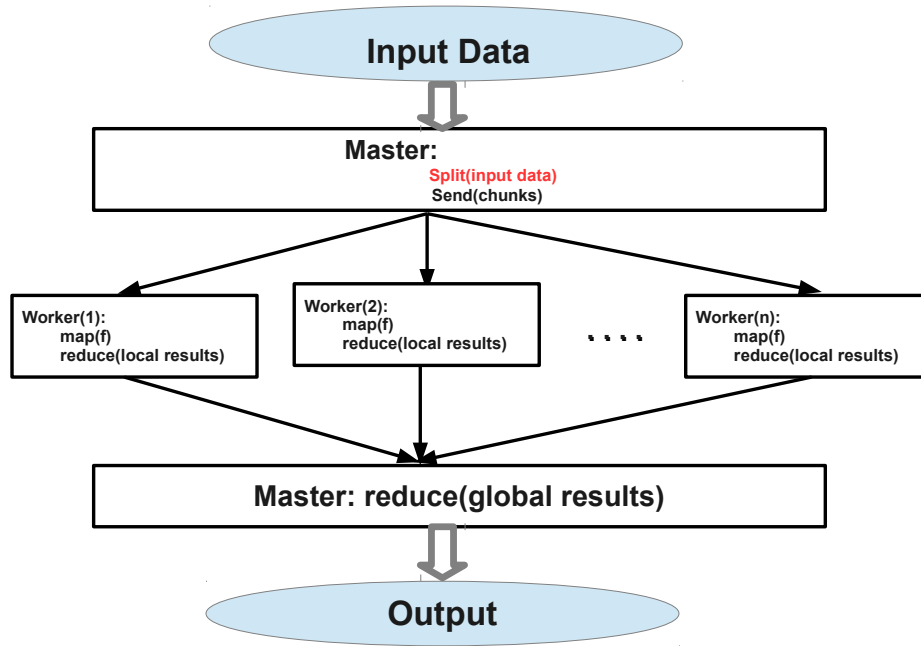 Input Data
Master:
Split(input data)
Send(chunks)
Worker(1):
map(f)
reduce(local results)
Worker(2):
map(f)
reduce(local results)
. . . .
Worker(n):
map(f)
reduce(local results)
Master: reduce(global results)
Output